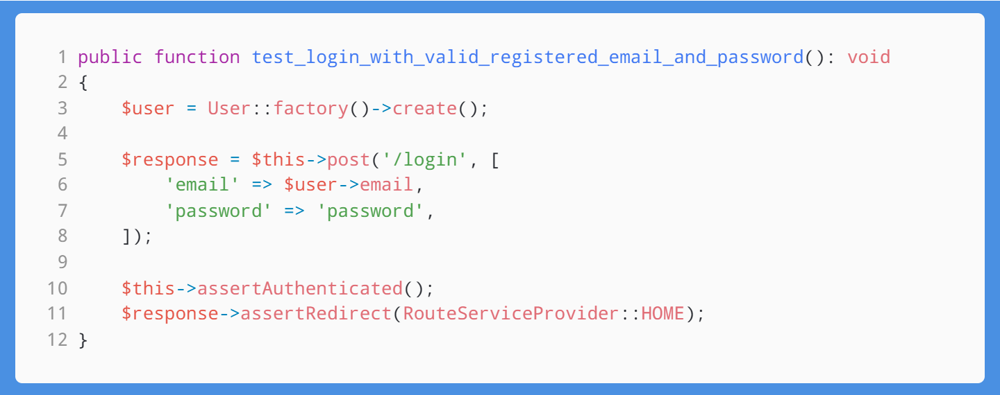 1 public function test_login_with_valid_registered_email_and_password(): void
2 {
3     $user = User::factory()->create();
4
5     $response = $this->post('/login', [
6         'email' => $user->email,
7         'password' => 'password',
8     ]);
9
10     $this->assertAuthenticated();
11     $response->assertRedirect(RouteServiceProvider::HOME);
12 }